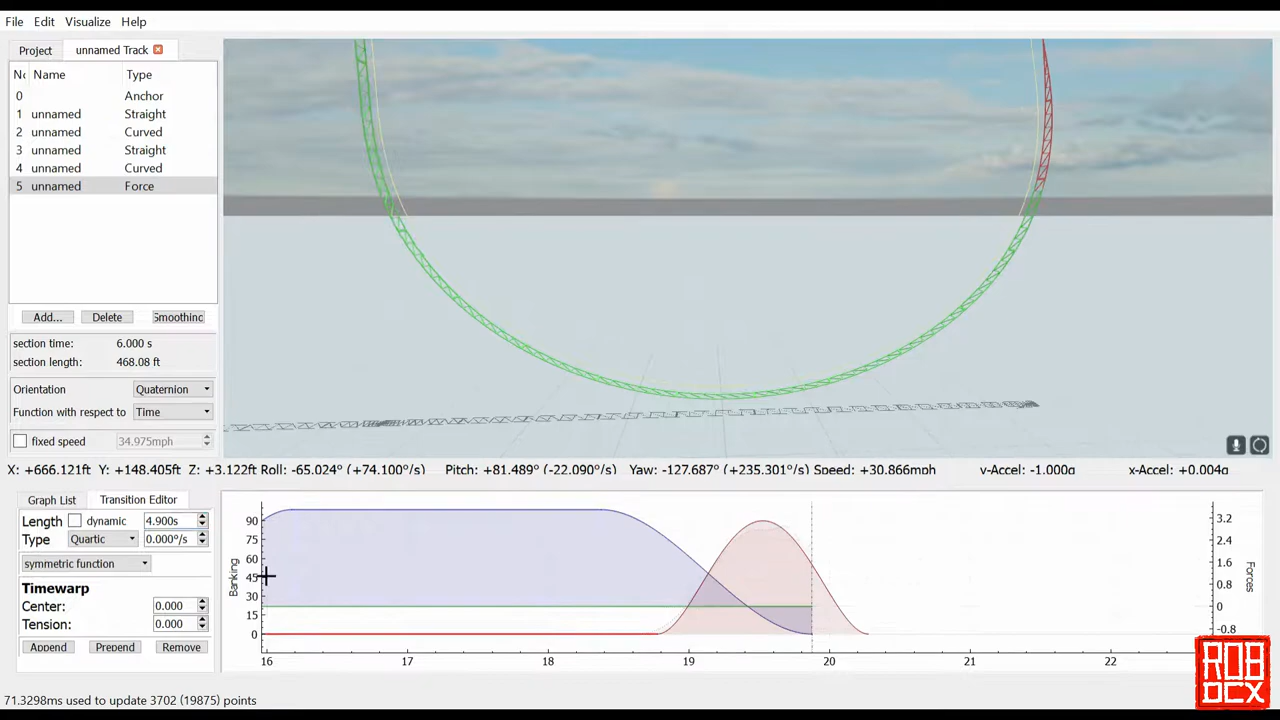 File Edit Visualize Help
Project unnamed Track
Name Type
0 Anchor
1 unnamed Straight
2 unnamed Curved
3 unnamed Straight
4 unnamed Curved
5 unnamed Force
Add... Delete Smoothing
section time: 6.000 s
section length: 468.08 ft
Orientation Quaternion
Function with respect to Time
fixed speed 34.975mph
X: +666.121ft Y: +148.405ft Z: +3.122ft Roll: -65.024° (+74.100°/s) Pitch: +81.489° (-22.090°/s) Yaw: -127.687° (+235.301°/s) Speed: +30.866mph v-Accel: -1.000g x-Accel: +0.004g
Graph List Transition Editor
Length dynamic 4.900s
Type Quartic 0.000°/s
symmetric function
Timewarp
Center: 0.000
Tension: 0.000
Append Prepend Remove
Banking
90
75
60
45
30
15
0
16 17 18 19 20 21 22
3.2
2.4
1.6
0.8
0
-0.8
Forces
ROB
DCX
71.3298ms used to update 3702 (19875) points